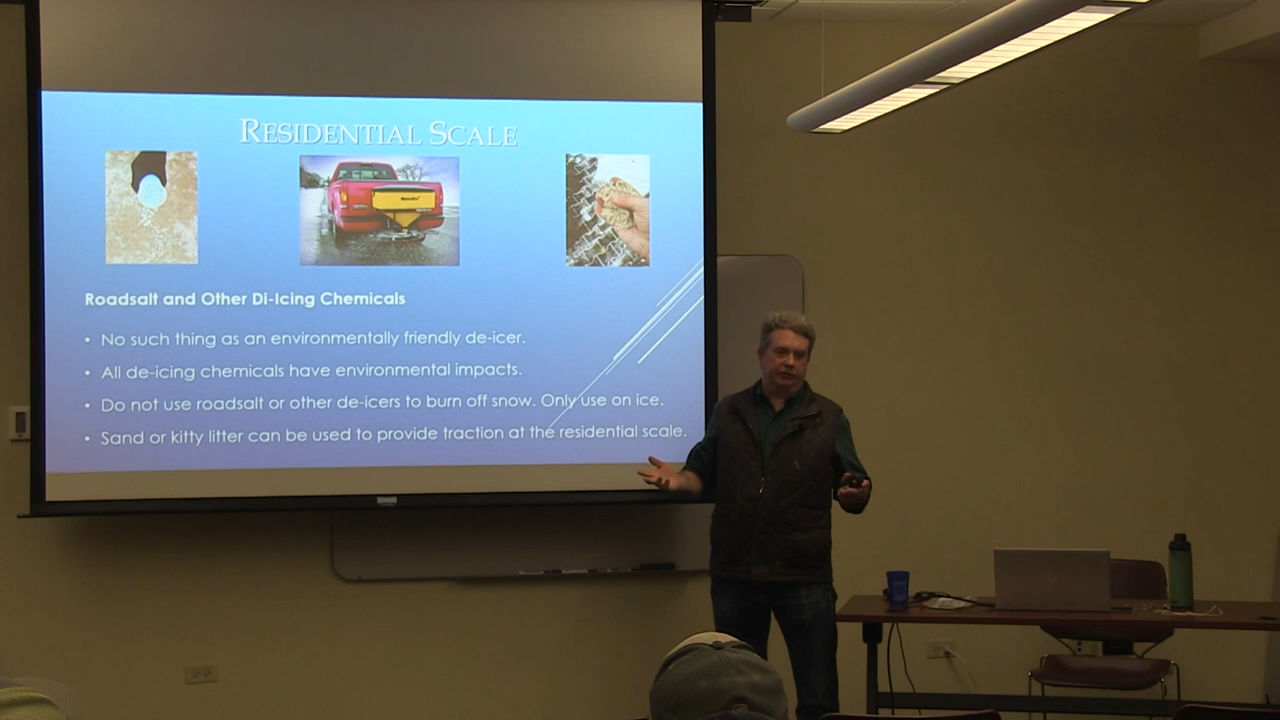 RESIDENTIAL SCALE
Roadsalt and Other Di-Icing Chemicals
• No such thing as an environmentally friendly de-icer.
• All de-icing chemicals have environmental impacts.
• Do not use roadsalt or other de-icers to burn off snow. Only use on ice.
• Sand or kitty litter can be used to provide traction at the residential scale.